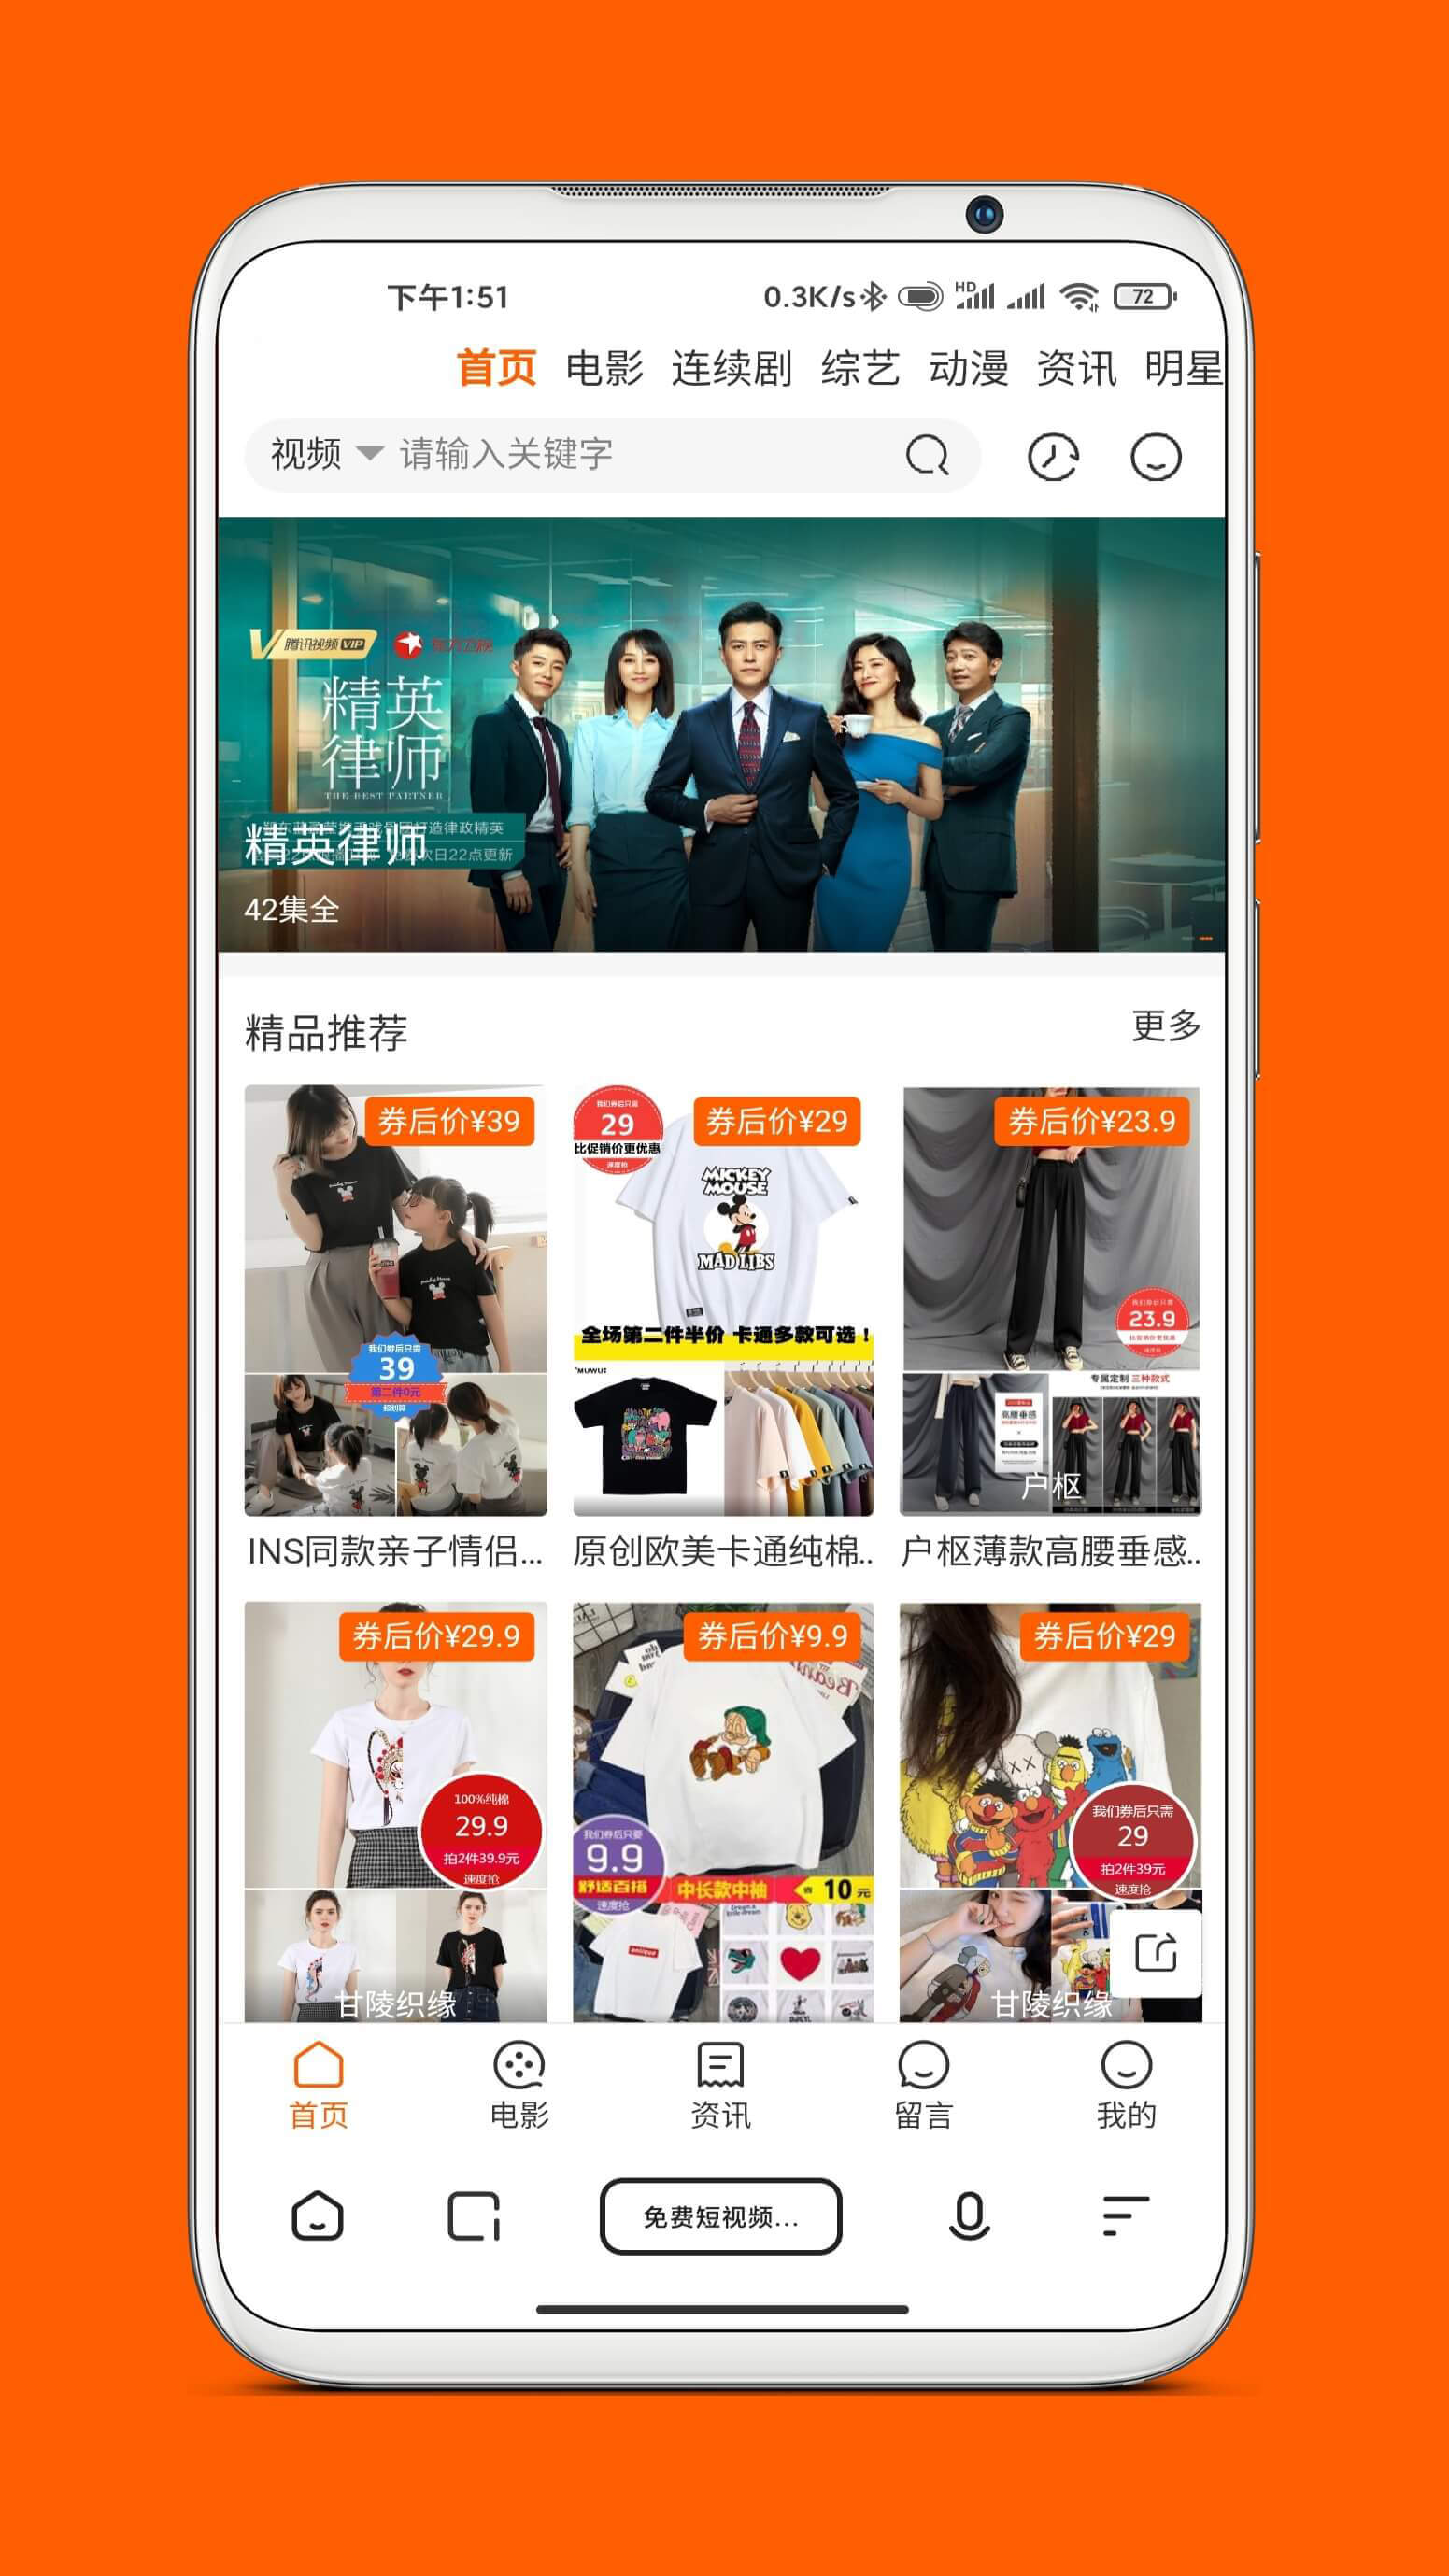 下午1:51
0.3K/s
HD
72
首页 电影 连续剧 综艺 动漫 资讯 明星
视频 请输入关键字
腾讯视频 VIP
精英
律师
THE BEST PARTNER
造律政精英
次日22点更新
精英律师
42集全
精品推荐
更多
券后价¥39
我们券后只需
39
第二件0元
超划算
INS同款亲子情侣...
我们券后只需
29
比促销价更优惠
速度抢
券后价¥29
MICKEY
MOUSE
MAD LIBS
全场第二件半价 卡通多款可选！
原创欧美卡通纯棉..
券后价¥23.9
我们券后只需
23.9
比促销价更优惠
专属定制 三种款式
高腰垂感
户枢
户枢薄款高腰垂感..
券后价¥29.9
100%纯棉
29.9
拍2件39.9元
速度抢
甘陵织缘
券后价¥9.9
我们券后只要
9.9
舒适百搭
速度抢
中长款中袖
省 10 元
券后价¥29
我们券后只需
29
拍2件39元
速度抢
甘陵织缘
首页
电影
资讯
留言
我的
免费短视频...